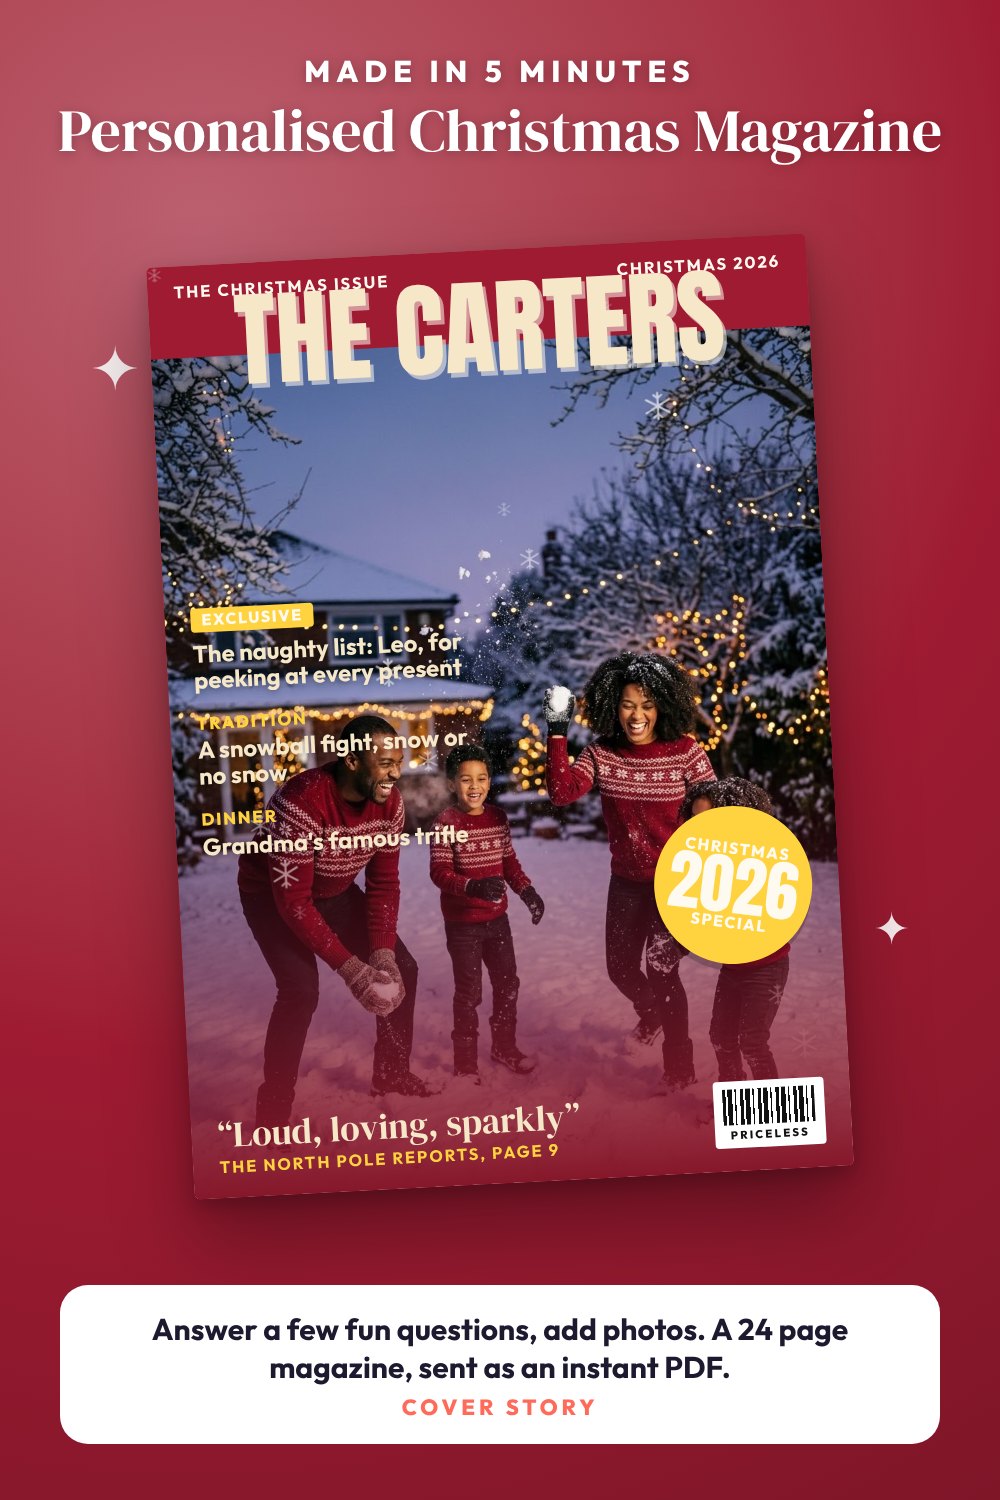 MADE IN 5 MINUTES
Personalised Christmas Magazine
THE CHRISTMAS ISSUE
CHRISTMAS 2026
THE CARTERS
EXCLUSIVE
The naughty list: Leo, for
peeking at every present
TRADITION
A snowball fight, snow or
no snow
DINNER
Grandma's famous trifle
CHRISTMAS
2026
SPECIAL
“Loud, loving, sparkly”
THE NORTH POLE REPORTS, PAGE 9
PRICELESS
Answer a few fun questions, add photos. A 24 page
magazine, sent as an instant PDF.
COVER STORY